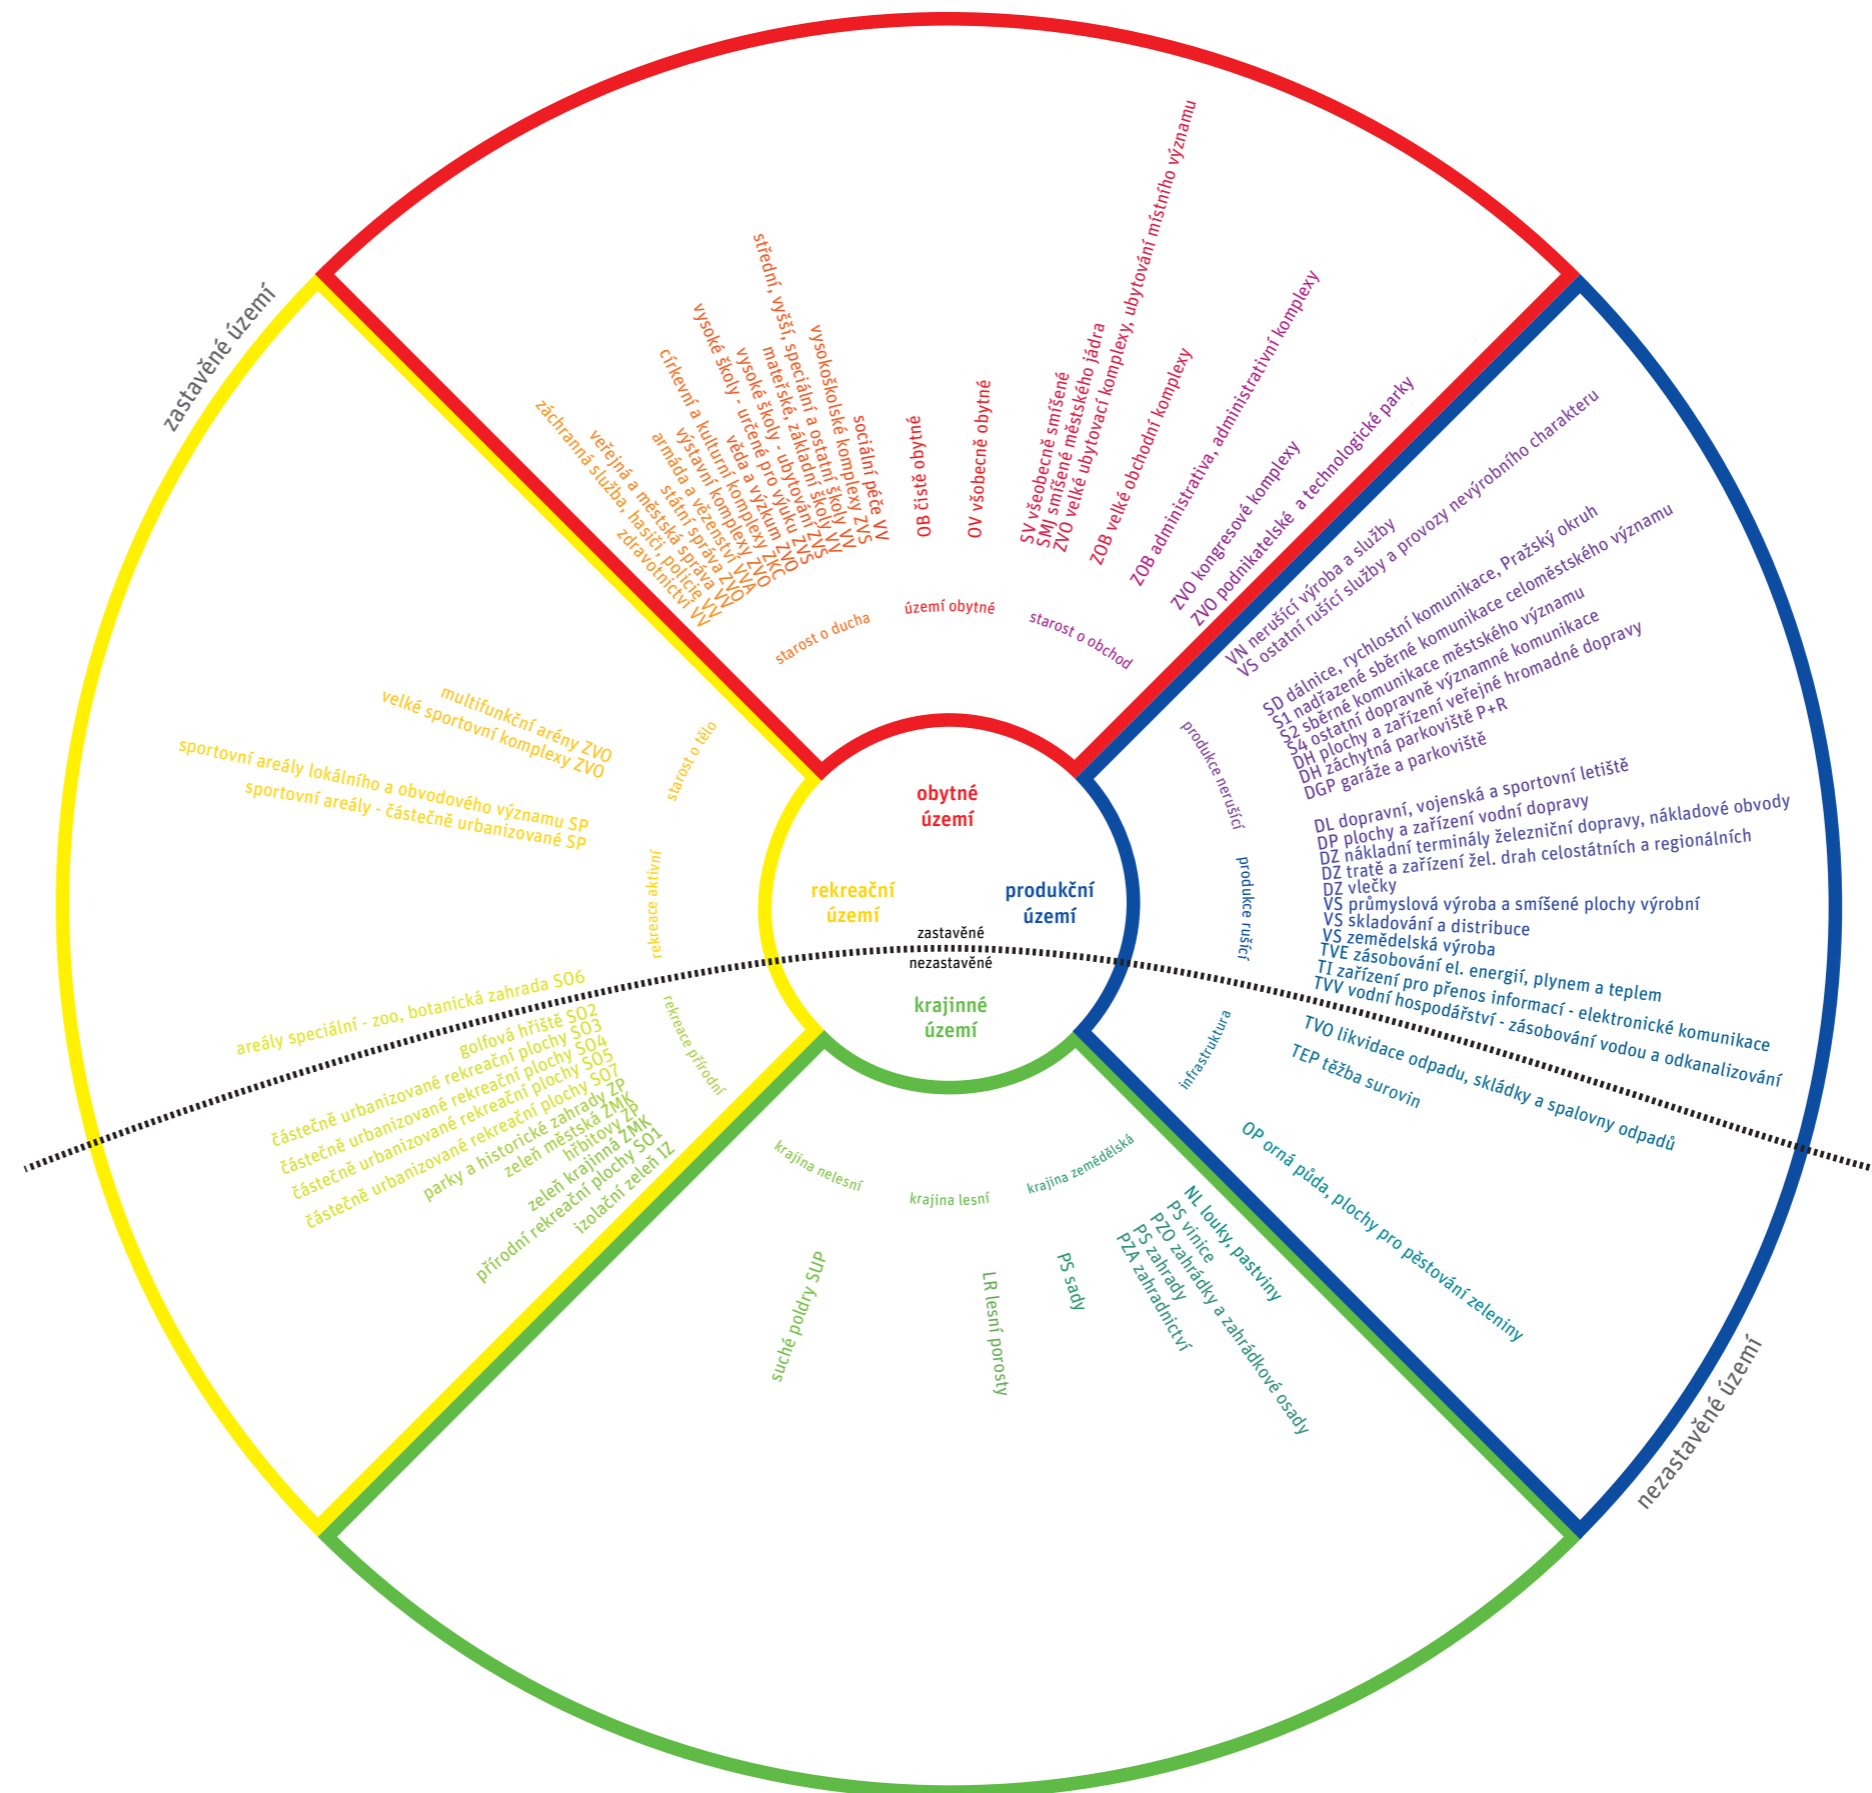 zastavěné území
záchranná služba, hasiči, policie VV
zdravotnictví VV
veřejná a městská správa VV
státní správa ZVO
armáda a vězenství VVA
výstavní komplexy ZVO
církevní a kulturní komplexy ZKC
věda a výzkum ZVO
vysoké školy - určené pro výuku ZVS
vysoké školy - ubytování ZVS
mateřské, základní školy VV
střední, vyšší, speciální a ostatní školy VV
vysokoškolské komplexy ZVS
sociální péče VV
OB čistě obytné
OV všobecně obytné
SV všeobecně smíšené
SMJ smíšené městského jádra
ZVO velké ubytovací komplexy, ubytování místního významu
ZOB velké obchodní komplexy
ZOB administrativa, administrativní komplexy
ZVO kongresové komplexy
ZVO podnikatelské a technologické parky
starost o ducha
území obytné
starost o obchod
VN nerušící výroba a služby
VS ostatní rušící služby a provozy nevýrobního charakteru
SD dálnice, rychlostní komunikace, Pražský okruh
S1 nadřazené sběrné komunikace celoměstského významu
S2 sběrné komunikace městského významu
S4 ostatní dopravně významné komunikace
DH plochy a zařízení veřejné hromadné dopravy
DH záchytná parkoviště P+R
DGP garáže a parkoviště
DL dopravní, vojenská a sportovní letiště
DP plochy a zařízení vodní dopravy
DZ nákladní terminály železniční dopravy, nákladové obvody
DZ tratě a zařízení žel. drah celostátních a regionálních
DZ vlečky
VS průmyslová výroba a smíšené plochy výrobní
VS skladování a distribuce
VS zemědelská výroba
TVE zásobování el. energií, plynem a teplem
TI zařízení pro přenos informací - elektronické komunikace
TVV vodní hospodářství - zásobování vodou a odkanalizování
TVO likvidace odpadu, skládky a spalovny odpadů
TEP těžba surovin
OP orná půda, plochy pro pěstování zeleniny
produkce nerušící
produkce rušící
infrastruktura
multifunkční arény ZVO
velké sportovní komplexy ZVO
sportovní areály lokálního a obvodového významu SP
sportovní areály - částečně urbanizované SP
starost o tělo
rekreace aktivní
rekreace přírodní
obytné
území
rekreační
území
produkční
území
zastavěné
nezastavěné
krajinné
území
areály speciální - zoo, botanická zahrada SO6
golfová hřiště SO2
částečně urbanizované rekreační plochy SO3
částečně urbanizované rekreační plochy SO4
částečně urbanizované rekreační plochy SO5
částečně urbanizované rekreační plochy SO7
parky a historické zahrady ZP
zeleň městská ZMK
hřbitovy ZP
zeleň krajinná ZMK
přírodní rekreační plochy SO1
izolační zeleň IZ
krajina nelesní
krajina lesní
krajina zemědělská
suché poldry SUP
LR lesní porosty
PS sady
PZA zahradnictví
PS zahrady
PZO zahrádky a zahrádkové osady
PS vinice
NL louky, pastviny
nezastavěné území